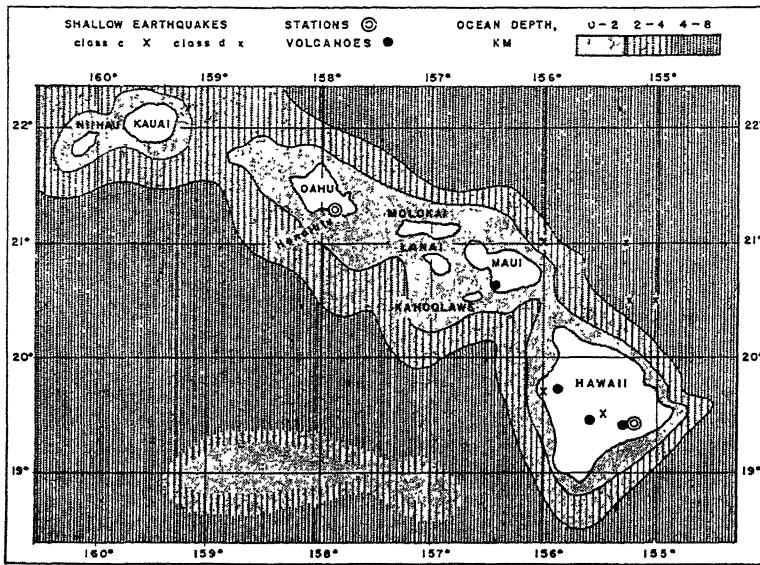 SHALLOW EARTHQUAKES STATIONS ◎ OCEAN DEPTH, 0-2 2-4 4-8
class c X class d x VOLCANOES ● KM
160° 159° 158° 157° 156° 155°
22° NIIHAU KAUAI 22°
OAHU
Honolulu MOLOKAI
21° LANAI 21°
MAUI
KAHOOLAWE
20° 20°
HAWAII
19° 19°
160° 159° 158° 157° 156° 155°